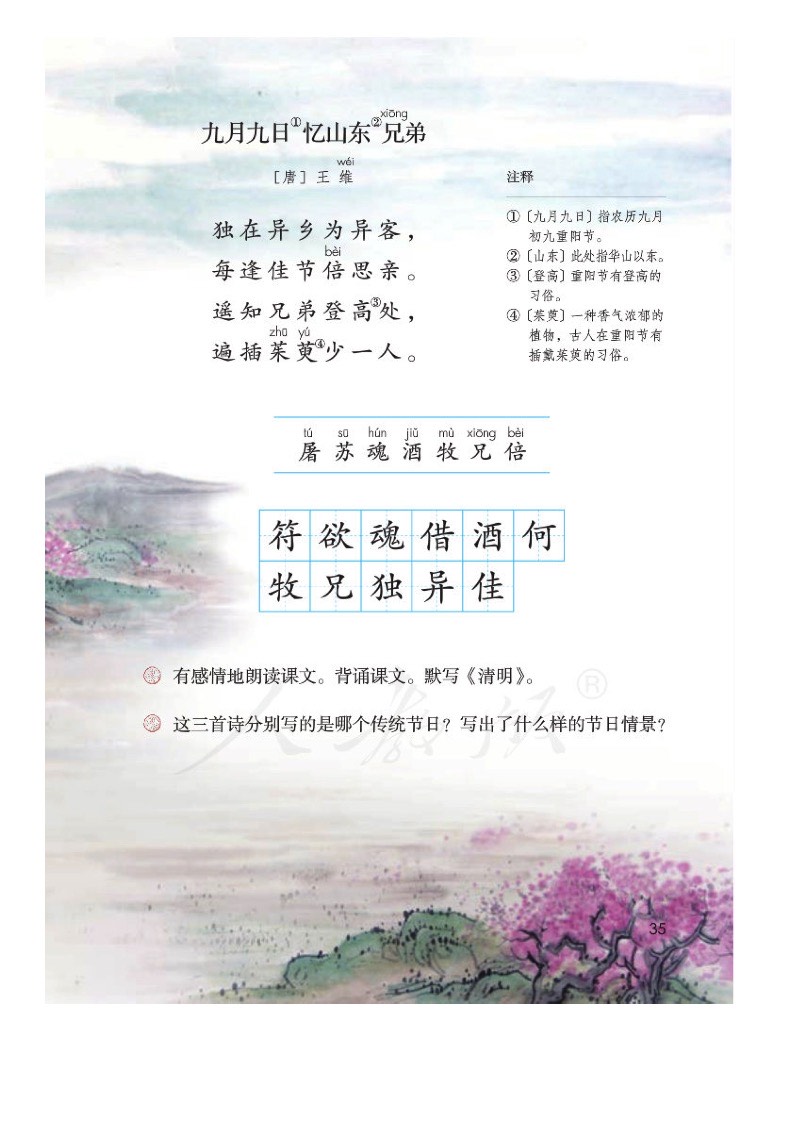 xiōng
九月九日①忆山东②兄弟
wéi
［唐］王 维
独在异乡为异客，
bèi
每逢佳节倍思亲。
遥知兄弟登高③处，
zhū yú
遍插茱萸④少一人。
注释
①〔九月九日〕指农历九月
初九重阳节。
②〔山东〕此处指华山以东。
③〔登高〕重阳节有登高的
习俗。
④〔茱萸〕一种香气浓郁的
植物，古人在重阳节有
插戴茱萸的习俗。
tú sū hún jiǔ mù xiōng bèi
屠 苏 魂 酒 牧 兄 倍
符 欲 魂 借 酒 何
牧 兄 独 异 佳
有感情地朗读课文。背诵课文。默写《清明》。
这三首诗分别写的是哪个传统节日？写出了什么样的节日情景？
人教版®
35